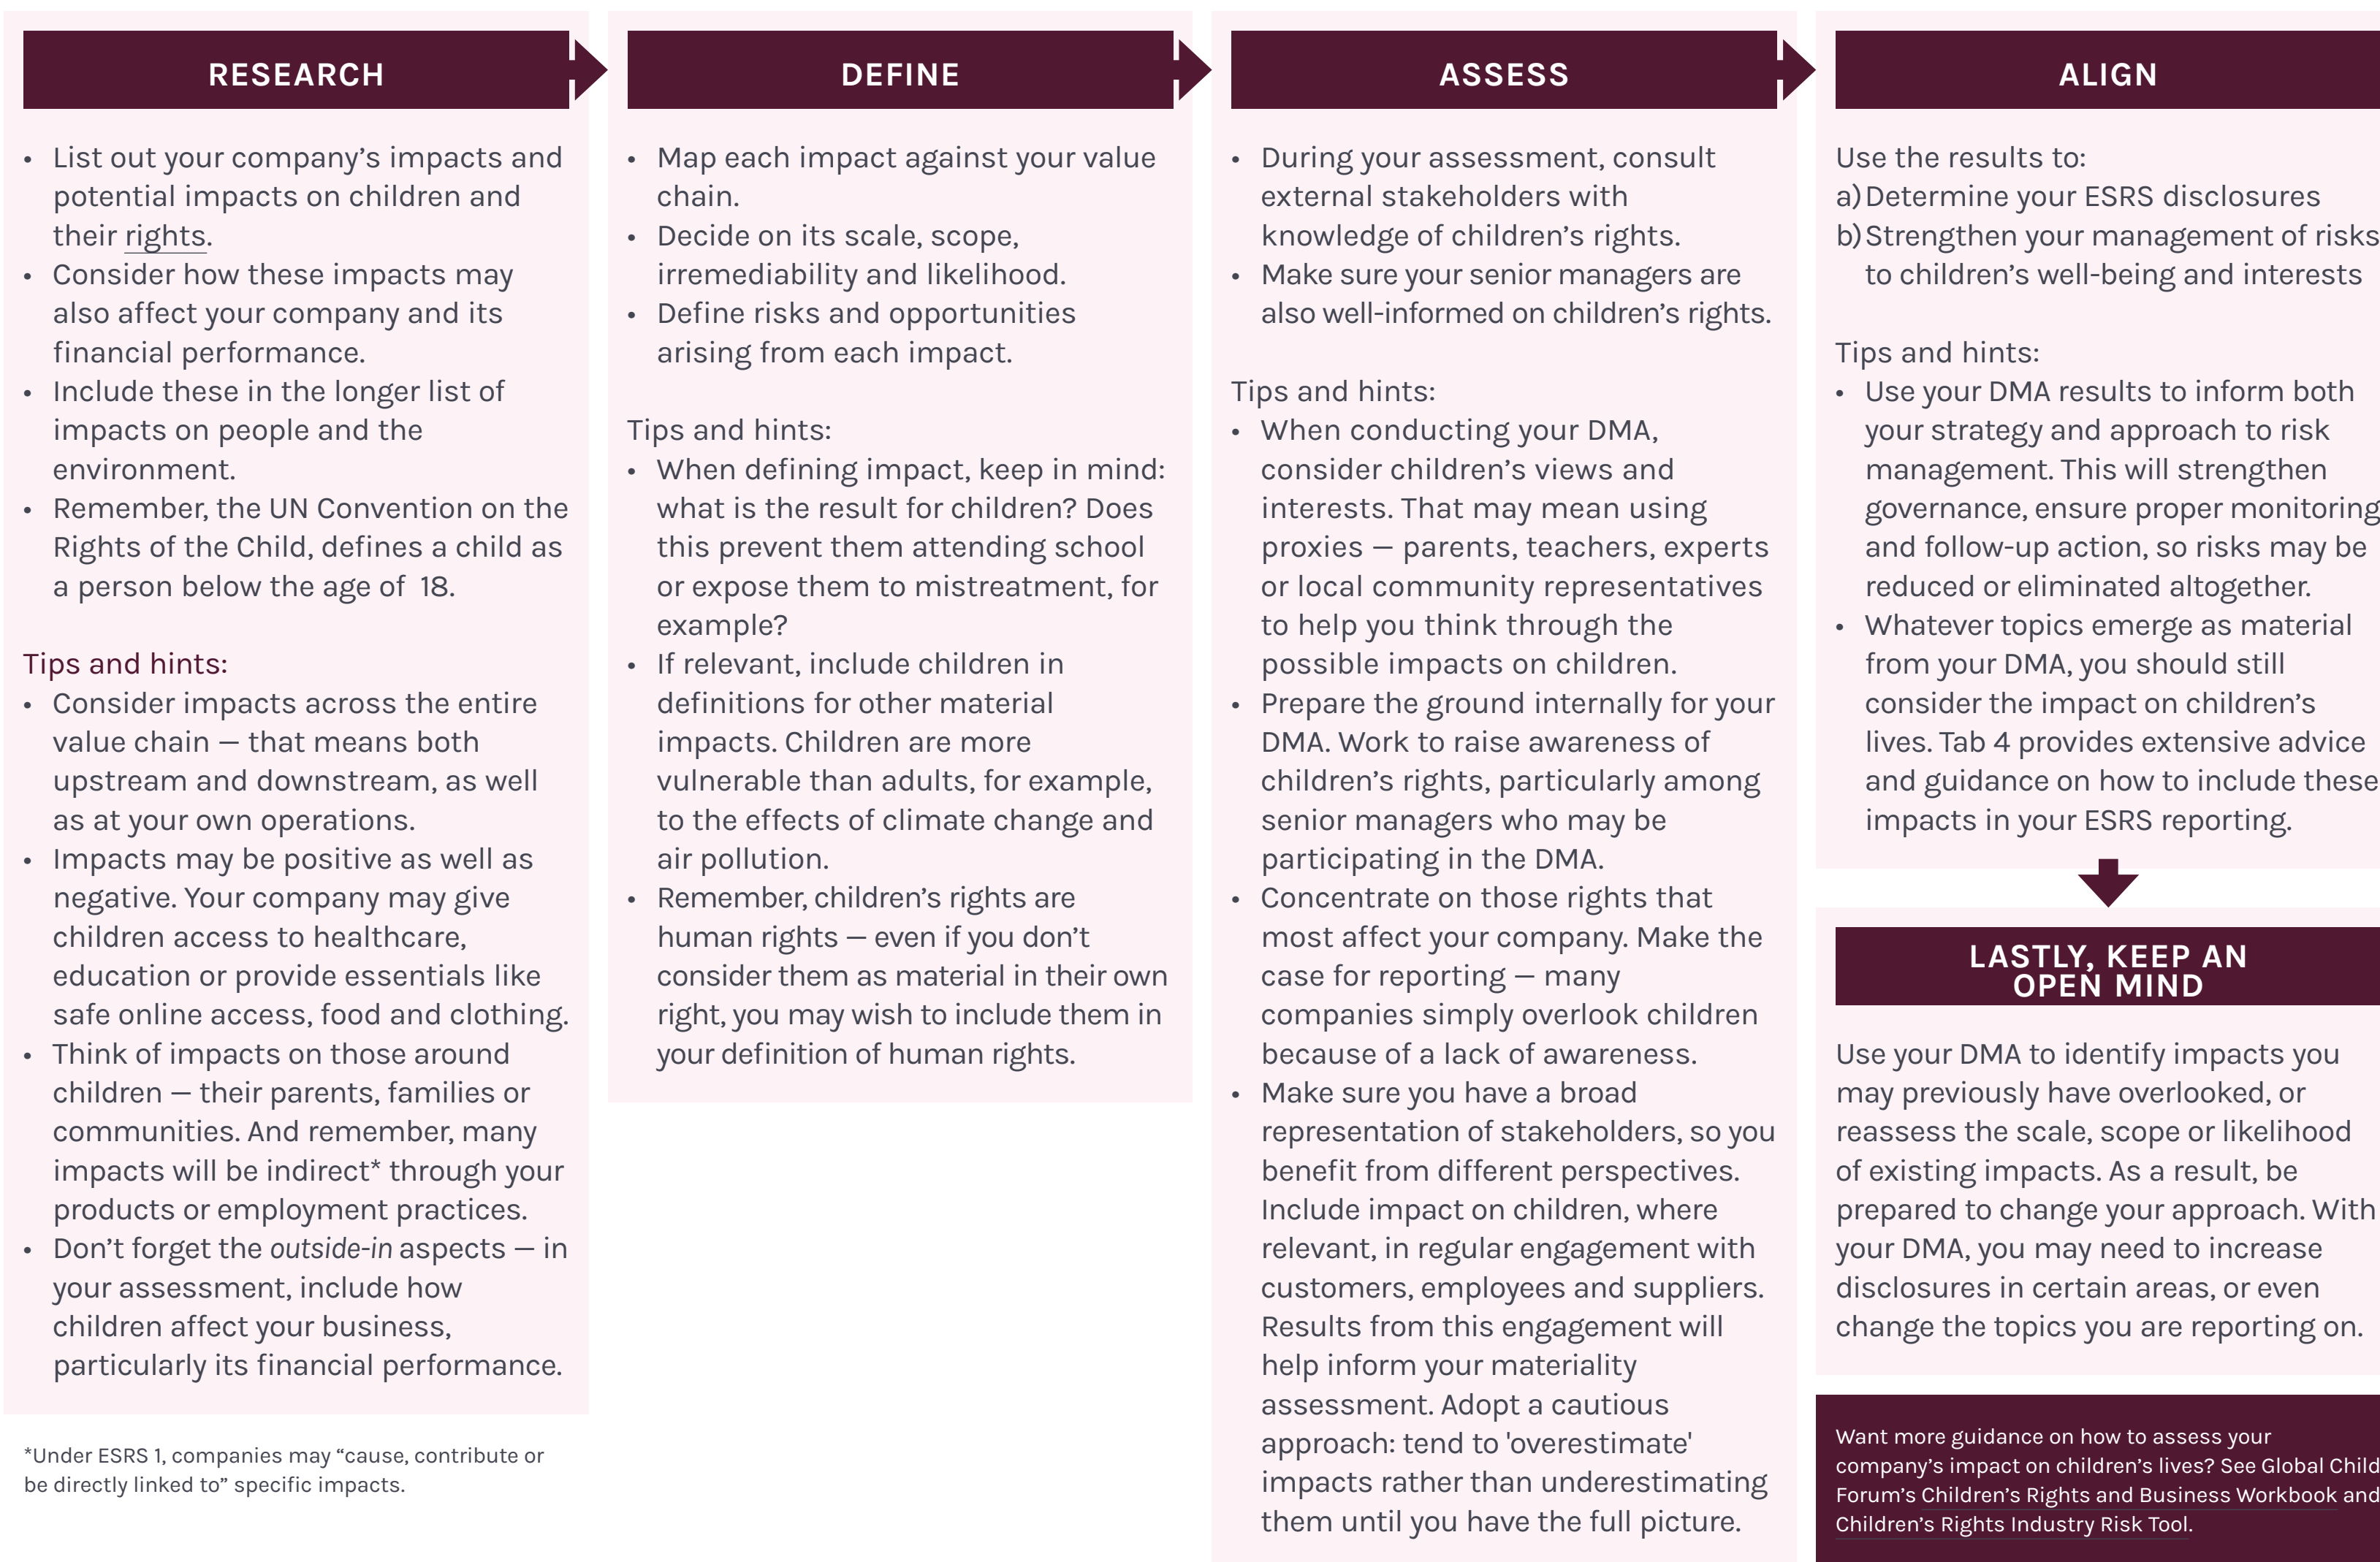 RESEARCH
• List out your company’s impacts and
potential impacts on children and
their rights.
• Consider how these impacts may
also affect your company and its
financial performance.
• Include these in the longer list of
impacts on people and the
environment.
• Remember, the UN Convention on the
Rights of the Child, defines a child as
a person below the age of 18.
Tips and hints:
• Consider impacts across the entire
value chain — that means both
upstream and downstream, as well
as at your own operations.
• Impacts may be positive as well as
negative. Your company may give
children access to healthcare,
education or provide essentials like
safe online access, food and clothing.
• Think of impacts on those around
children — their parents, families or
communities. And remember, many
impacts will be indirect* through your
products or employment practices.
• Don’t forget the outside-in aspects — in
your assessment, include how
children affect your business,
particularly its financial performance.
*Under ESRS 1, companies may “cause, contribute or
be directly linked to” specific impacts.
DEFINE
• Map each impact against your value
chain.
• Decide on its scale, scope,
irremediability and likelihood.
• Define risks and opportunities
arising from each impact.
Tips and hints:
• When defining impact, keep in mind:
what is the result for children? Does
this prevent them attending school
or expose them to mistreatment, for
example?
• If relevant, include children in
definitions for other material
impacts. Children are more
vulnerable than adults, for example,
to the effects of climate change and
air pollution.
• Remember, children’s rights are
human rights — even if you don’t
consider them as material in their own
right, you may wish to include them in
your definition of human rights.
ASSESS
• During your assessment, consult
external stakeholders with
knowledge of children’s rights.
• Make sure your senior managers are
also well-informed on children’s rights.
Tips and hints:
• When conducting your DMA,
consider children’s views and
interests. That may mean using
proxies — parents, teachers, experts
or local community representatives
to help you think through the
possible impacts on children.
• Prepare the ground internally for your
DMA. Work to raise awareness of
children’s rights, particularly among
senior managers who may be
participating in the DMA.
• Concentrate on those rights that
most affect your company. Make the
case for reporting — many
companies simply overlook children
because of a lack of awareness.
• Make sure you have a broad
representation of stakeholders, so you
benefit from different perspectives.
Include impact on children, where
relevant, in regular engagement with
customers, employees and suppliers.
Results from this engagement will
help inform your materiality
assessment. Adopt a cautious
approach: tend to 'overestimate'
impacts rather than underestimating
them until you have the full picture.
ALIGN
Use the results to:
a) Determine your ESRS disclosures
b) Strengthen your management of risks
to children’s well-being and interests
Tips and hints:
• Use your DMA results to inform both
your strategy and approach to risk
management. This will strengthen
governance, ensure proper monitoring
and follow-up action, so risks may be
reduced or eliminated altogether.
• Whatever topics emerge as material
from your DMA, you should still
consider the impact on children’s
lives. Tab 4 provides extensive advice
and guidance on how to include these
impacts in your ESRS reporting.
LASTLY, KEEP AN
OPEN MIND
Use your DMA to identify impacts you
may previously have overlooked, or
reassess the scale, scope or likelihood
of existing impacts. As a result, be
prepared to change your approach. With
your DMA, you may need to increase
disclosures in certain areas, or even
change the topics you are reporting on.
Want more guidance on how to assess your
company’s impact on children’s lives? See Global Child
Forum’s Children’s Rights and Business Workbook and
Children’s Rights Industry Risk Tool.